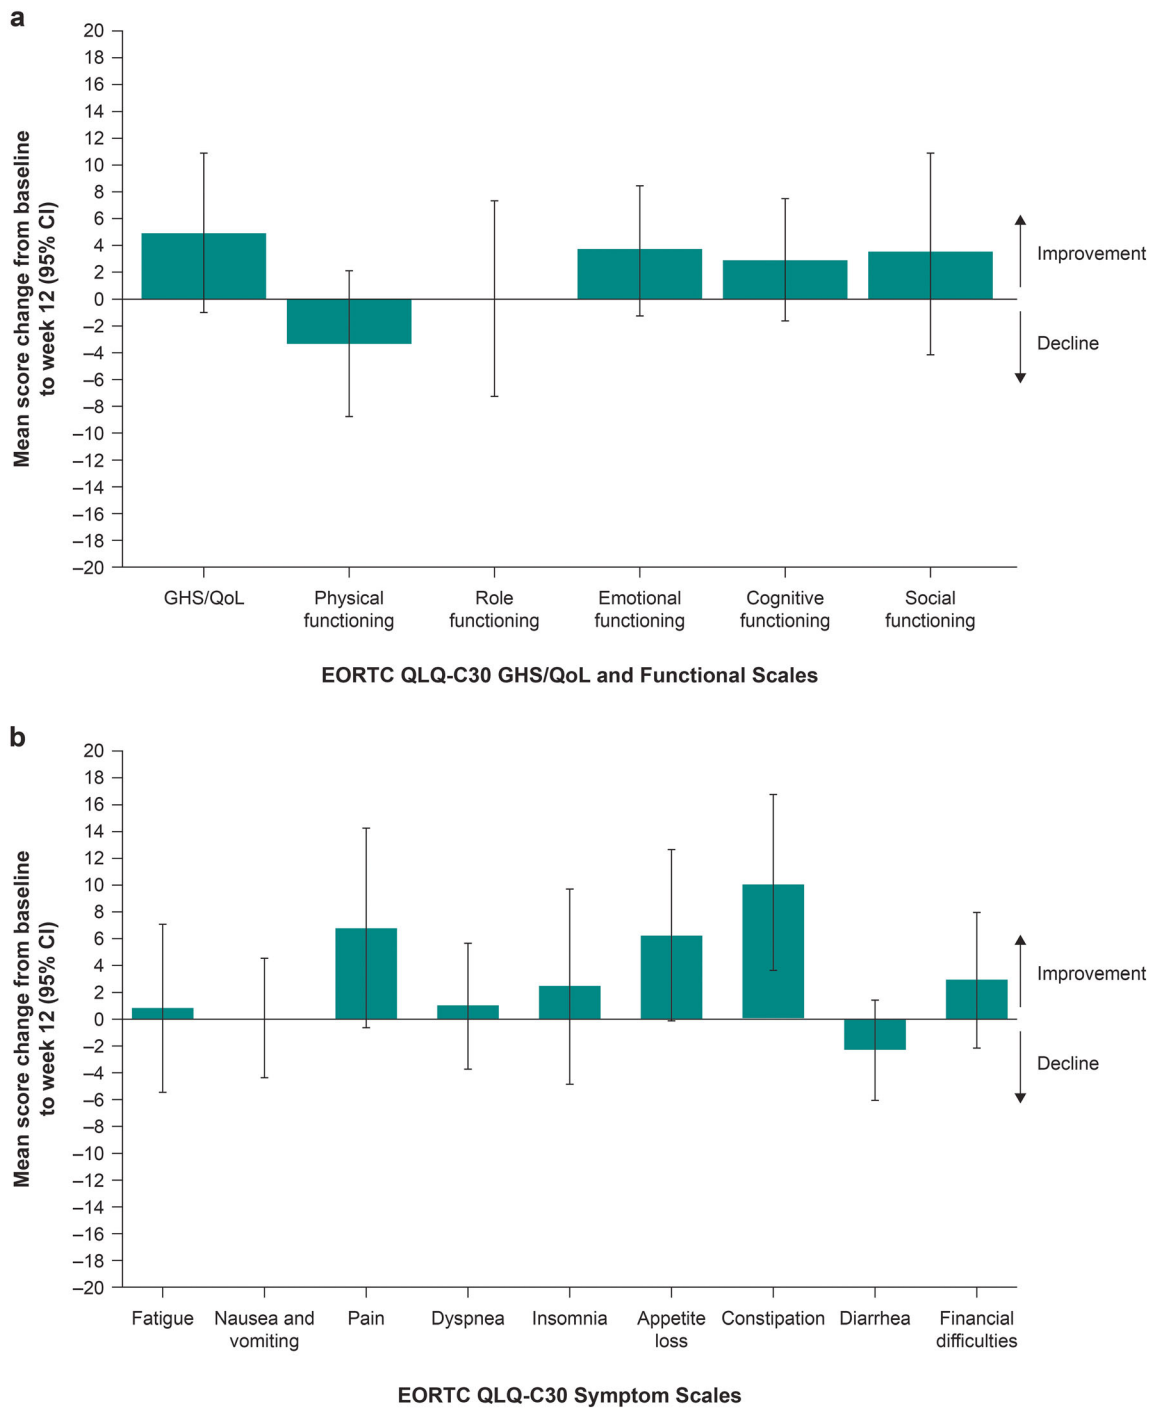 a
Mean score change from baseline
to week 12 (95% CI)
20
18
16
14
12
10
8
6
4
2
0
–2
–4
–6
–8
–10
–12
–14
–16
–18
–20
Improvement
Decline
GHS/QoL
Physical
functioning
Role
functioning
Emotional
functioning
Cognitive
functioning
Social
functioning
EORTC QLQ-C30 GHS/QoL and Functional Scales
b
Mean score change from baseline
to week 12 (95% CI)
20
18
16
14
12
10
8
6
4
2
0
–2
–4
–6
–8
–10
–12
–14
–16
–18
–20
Improvement
Decline
Fatigue
Nausea and
vomiting
Pain
Dyspnea
Insomnia
Appetite
loss
Constipation
Diarrhea
Financial
difficulties
EORTC QLQ-C30 Symptom Scales